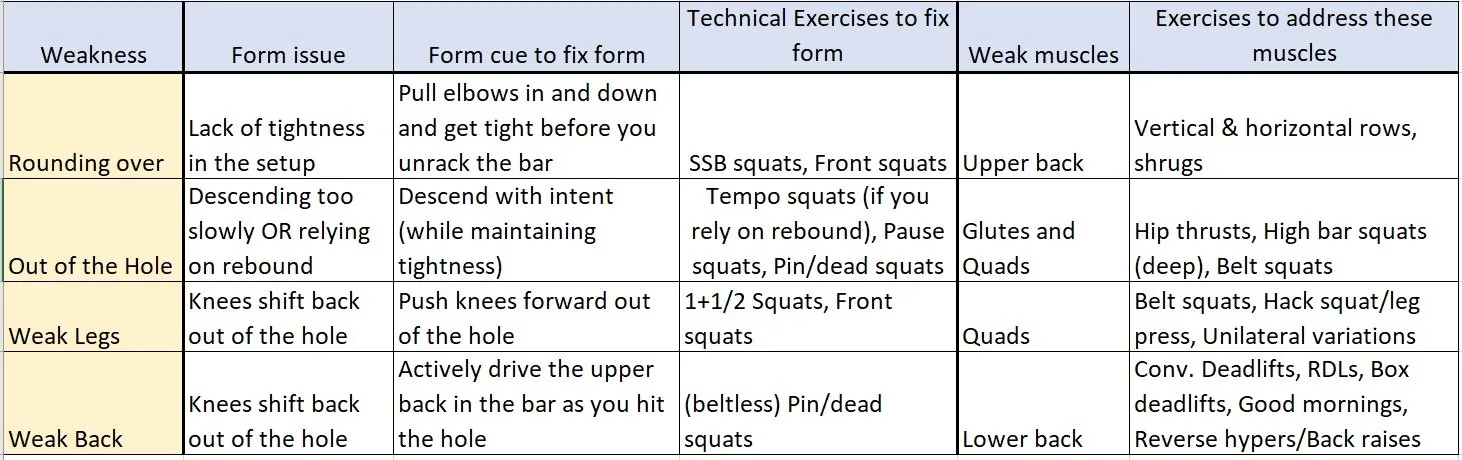 Weakness
Form issue
Form cue to fix form
Technical Exercises to fix
form
Weak muscles
Exercises to address these
muscles
Rounding over
Lack of tightness
in the setup
Pull elbows in and down
and get tight before you
unrack the bar
SSB squats, Front squats
Upper back
Vertical & horizontal rows,
shrugs
Out of the Hole
Descending too
slowly OR relying
on rebound
Descend with intent
(while maintaining
tightness)
Tempo squats (if you
rely on rebound), Pause
squats, Pin/dead squats
Glutes and
Quads
Hip thrusts, High bar squats
(deep), Belt squats
Weak Legs
Knees shift back
out of the hole
Push knees forward out
of the hole
1+1/2 Squats, Front
squats
Quads
Belt squats, Hack squat/leg
press, Unilateral variations
Weak Back
Knees shift back
out of the hole
Actively drive the upper
back in the bar as you hit
the hole
(beltless) Pin/dead
squats
Lower back
Conv. Deadlifts, RDLs, Box
deadlifts, Good mornings,
Reverse hypers/Back raises